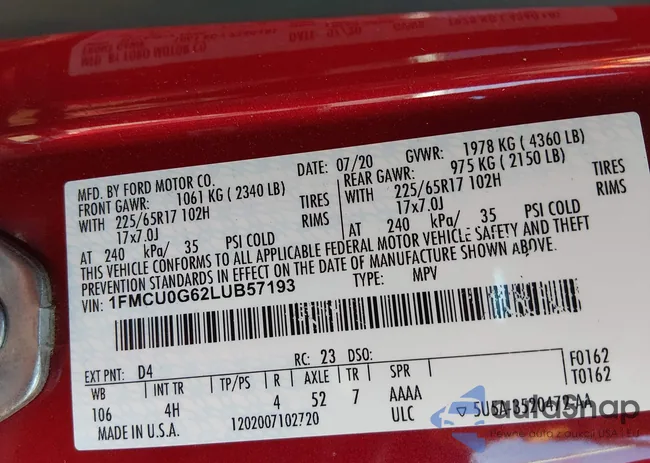 MFD. BY FORD MOTOR CO.
DATE: 07/20 GVWR: 1978 KG (4360 LB)
FRONT GAWR: 1061 KG (2340 LB)
REAR GAWR: 975 KG (2150 LB)
WITH 225/65R17 102H TIRES
WITH 225/65R17 102H TIRES
17x7.0J RIMS
17x7.0J RIMS
AT 240 kPa/ 35 PSI COLD
AT 240 kPa/ 35 PSI COLD
THIS VEHICLE CONFORMS TO ALL APPLICABLE FEDERAL MOTOR VEHICLE SAFETY AND THEFT
PREVENTION STANDARDS IN EFFECT ON THE DATE OF MANUFACTURE SHOWN ABOVE.
VIN: 1FMCU0G62LUB57193 TYPE: MPV
EXT PNT: D4 RC: 23 DSO: F0162
WB INT TR TP/PS R AXLE TR SPR T0162
106 4H 4 52 7 AAAA
ULC ▽ 5U5A-3520472-AA
MADE IN U.S.A. 1202007102720
autosnap